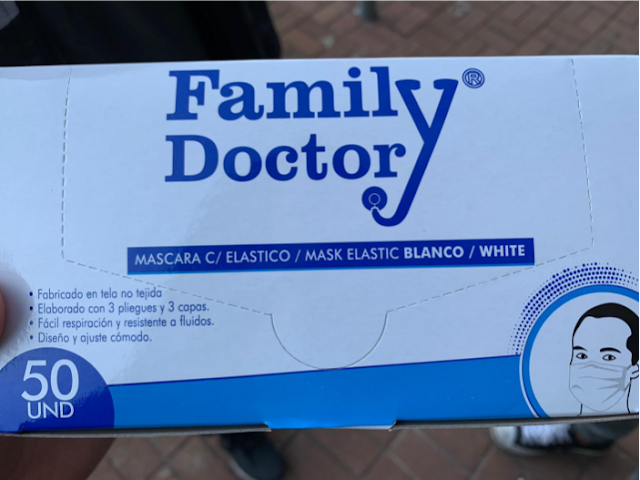 Family®
Doctor
MASCARA C/ ELASTICO / MASK ELASTIC BLANCO / WHITE
• Fabricado en tela no tejida
• Elaborado con 3 pliegues y 3 capas.
• Fácil respiración y resistente a fluidos.
• Diseño y ajuste cómodo.
50
UND